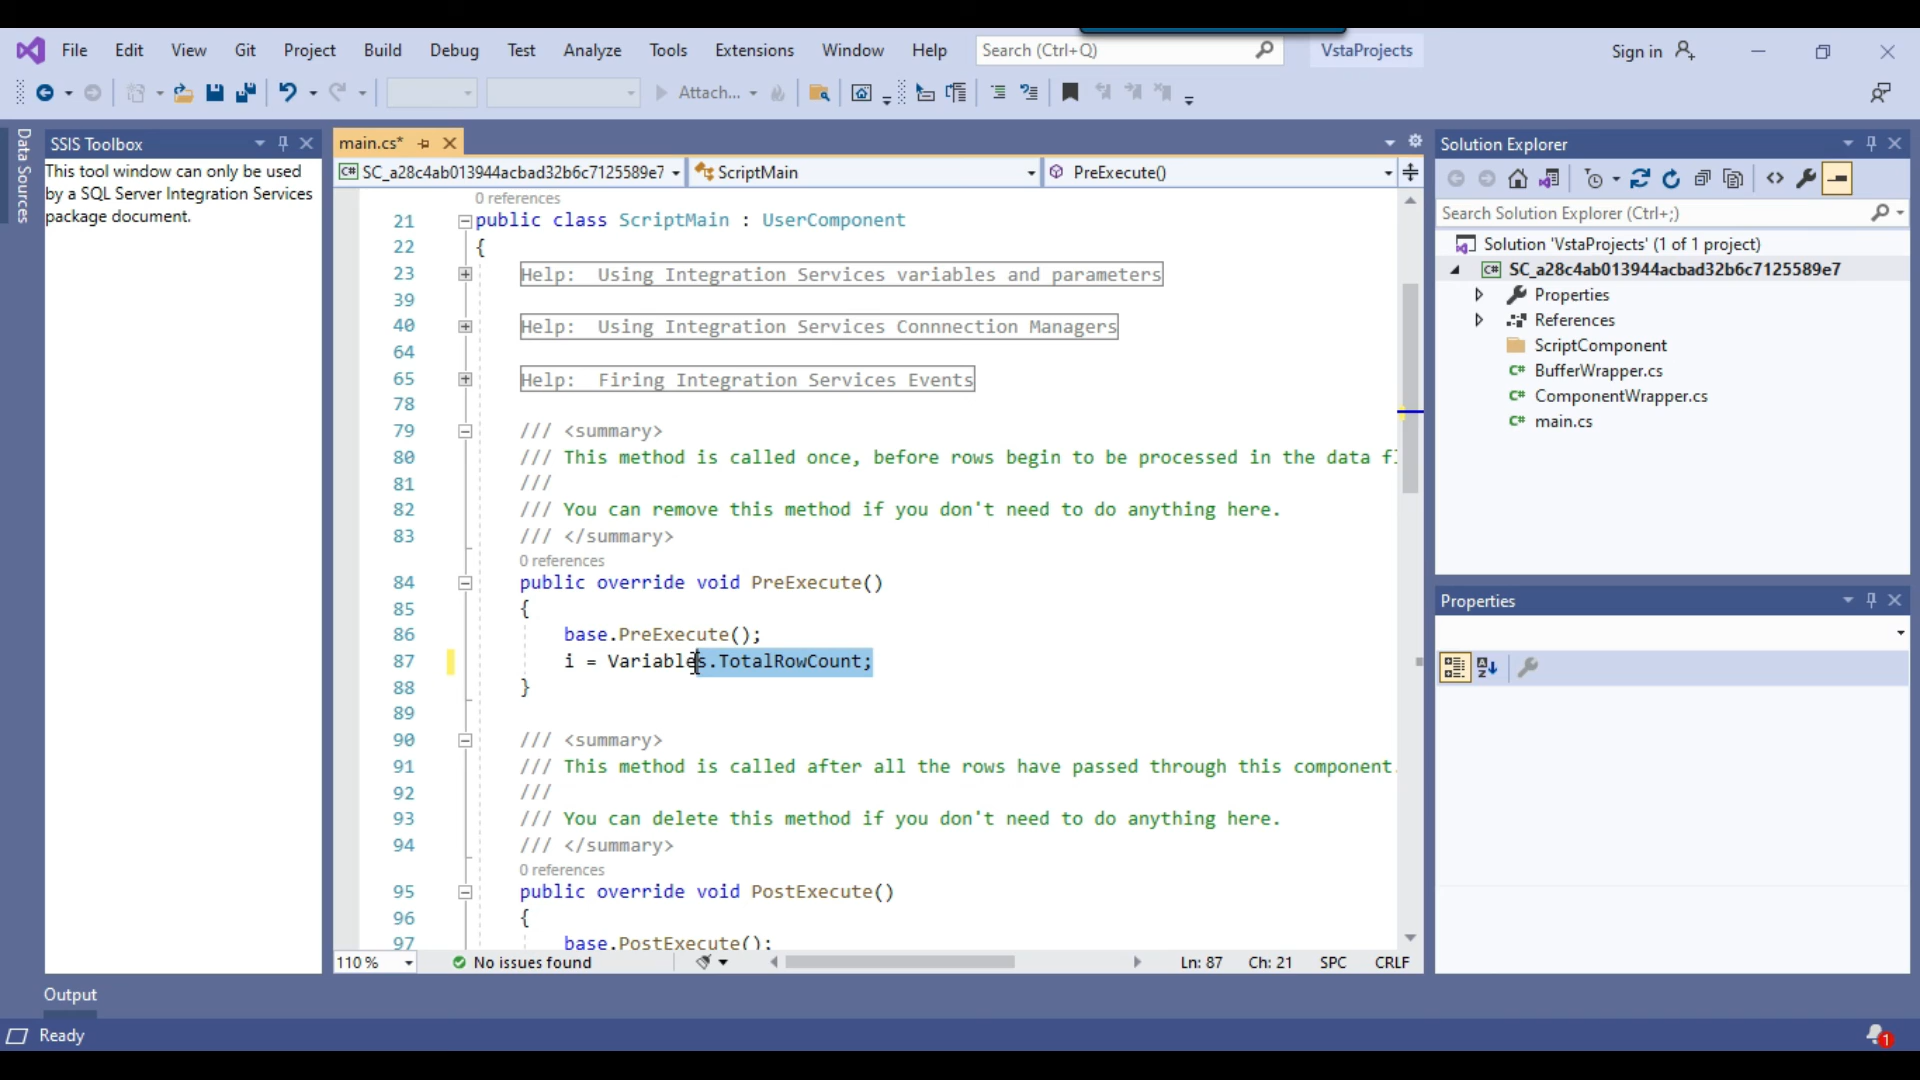 File Edit View Git Project Build Debug Test Analyze Tools Extensions Window Help Search (Ctrl+Q) VstaProjects Sign in
Attach...
Data Sources
SSIS Toolbox
This tool window can only be used
by a SQL Server Integration Services
package document.
main.cs*
SC_a28c4ab013944acbad32b6c7125589e7 ScriptMain PreExecute()
0 references
21 public class ScriptMain : UserComponent
22 {
23 Help:  Using Integration Services variables and parameters
39
40 Help:  Using Integration Services Connnection Managers
64
65 Help:  Firing Integration Services Events
78
79 /// <summary>
80 /// This method is called once, before rows begin to be processed in the data fl
81 ///
82 /// You can remove this method if you don't need to do anything here.
83 /// </summary>
0 references
84 public override void PreExecute()
85 {
86 base.PreExecute();
87 i = Variables.TotalRowCount;
88 }
89
90 /// <summary>
91 /// This method is called after all the rows have passed through this component.
92 ///
93 /// You can delete this method if you don't need to do anything here.
94 /// </summary>
0 references
95 public override void PostExecute()
96 {
97 base.PostExecute();
110 % No issues found Ln: 87 Ch: 21 SPC CRLF
Solution Explorer
Search Solution Explorer (Ctrl+;)
Solution 'VstaProjects' (1 of 1 project)
C# SC_a28c4ab013944acbad32b6c7125589e7
Properties
References
ScriptComponent
C# BufferWrapper.cs
C# ComponentWrapper.cs
C# main.cs
Properties
Output
Ready
1